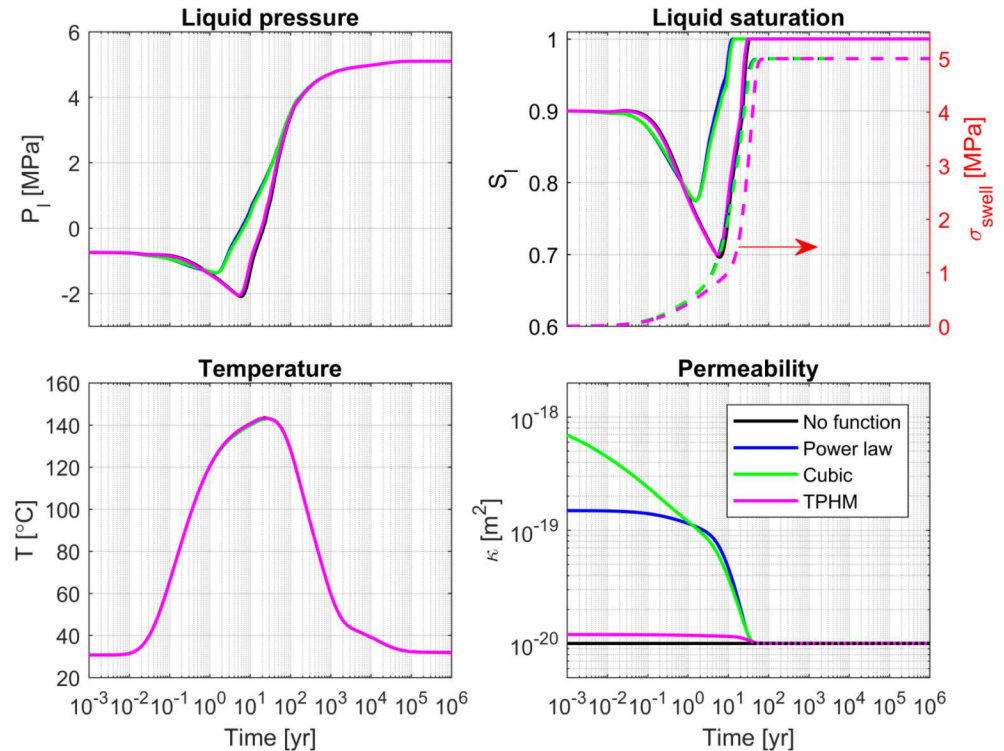 Liquid pressure
6
4
2
0
-2
P_l [MPa]
Liquid saturation
1
0.9
0.8
0.7
0.6
S_l
5
4
3
2
1
0
σ_swell [MPa]
Temperature
160
140
120
100
80
60
40
20
T [°C]
10^-3 10^-2 10^-1 10^0 10^1 10^2 10^3 10^4 10^5 10^6
Time [yr]
Permeability
10^-18
10^-19
10^-20
κ [m^2]
No function
Power law
Cubic
TPHM
10^-3 10^-2 10^-1 10^0 10^1 10^2 10^3 10^4 10^5 10^6
Time [yr]